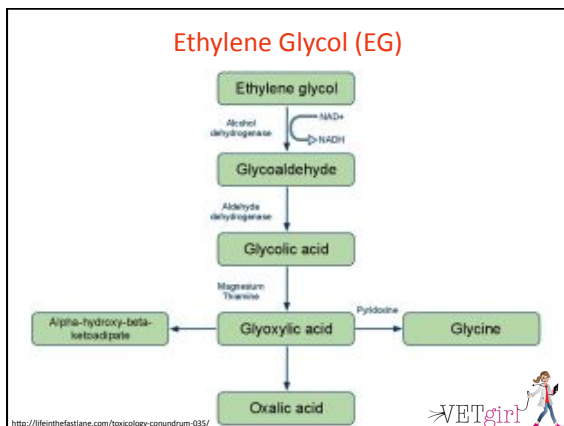 Ethylene Glycol (EG)
Ethylene glycol
Alcohol
dehydrogenase
NAD+
NADH
Glycoaldehyde
Aldehyde
dehydrogenase
Glycolic acid
Magnesium
Thiamine
Alpha-hydroxy-beta-
ketoadipate
Glyoxylic acid
Pyridoxine
Glycine
Oxalic acid
http://lifeinthefastlane.com/toxicology-conundrum-035/
VETgirl